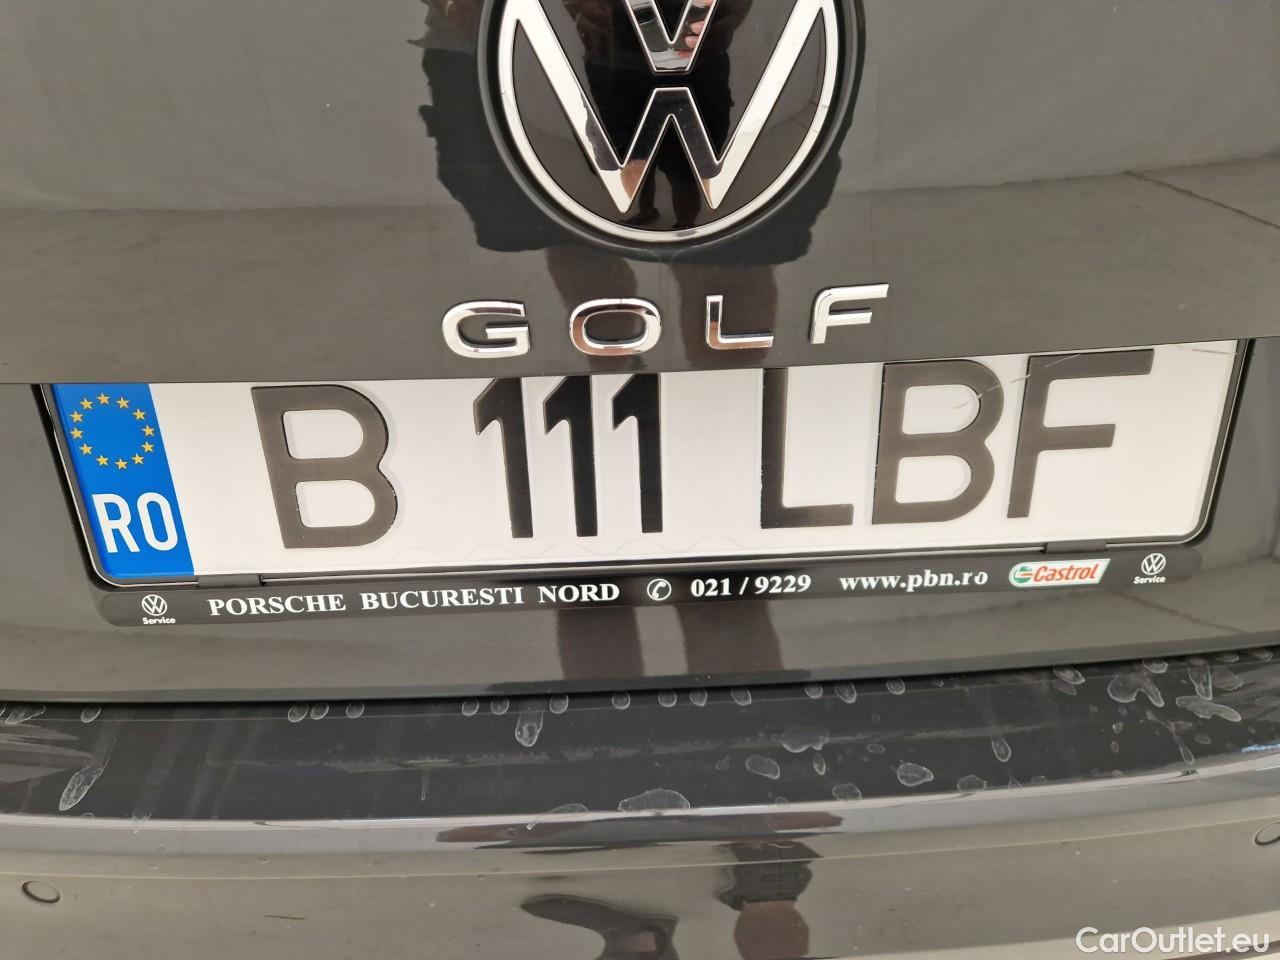 GOLF
RO B 111 LBF
Service PORSCHE BUCURESTI NORD ✆ 021 / 9229 www.pbn.ro Castrol Service
CarOutlet.eu